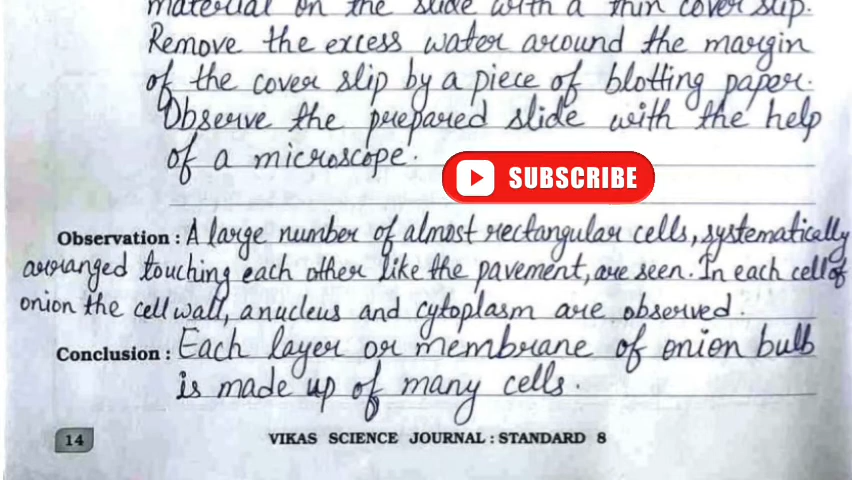 material on the slide with a thin cover slip.
Remove the excess water around the margin
of the cover slip by a piece of blotting paper.
Observe the prepared slide with the help
of a microscope.
SUBSCRIBE
Observation : A large number of almost rectangular cells, systematically
arranged touching each other like the pavement, are seen. In each cell of
onion the cell wall, a nucleus and cytoplasm are observed.
Conclusion : Each layer or membrane of onion bulb
is made up of many cells.
14 VIKAS SCIENCE JOURNAL : STANDARD 8